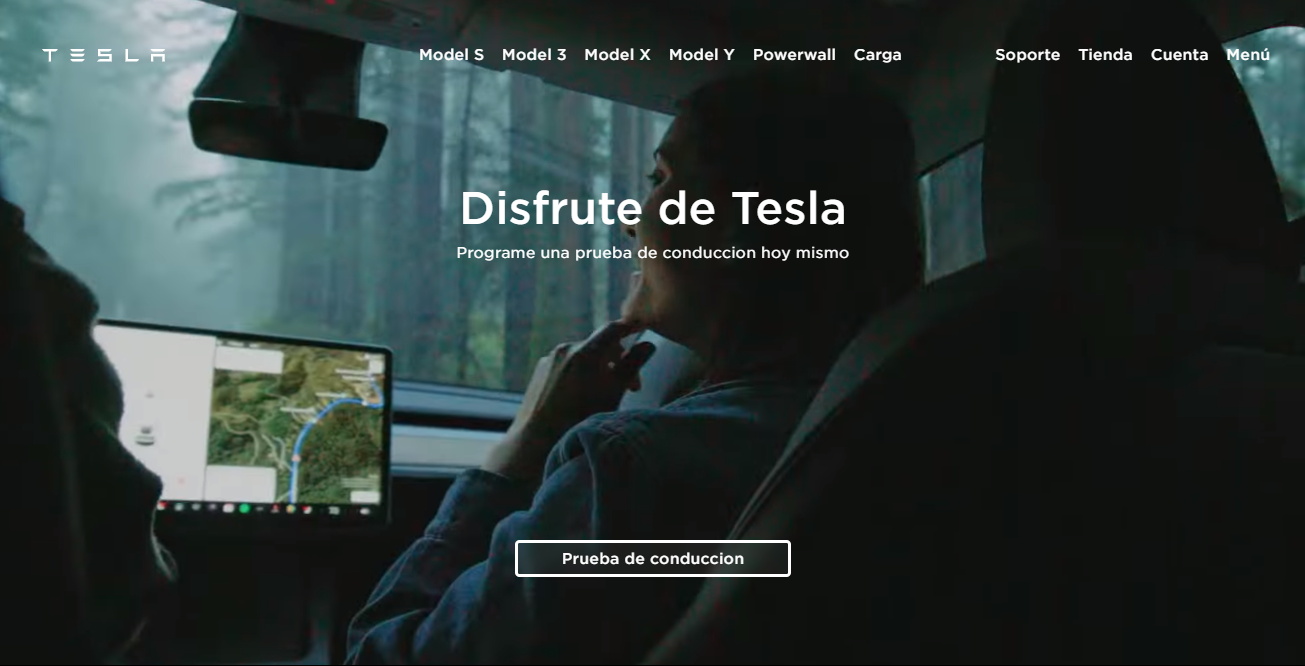 TESLA
Model S Model 3 Model X Model Y Powerwall Carga
Soporte Tienda Cuenta Menú
Disfrute de Tesla
Programe una prueba de conduccion hoy mismo
Prueba de conduccion